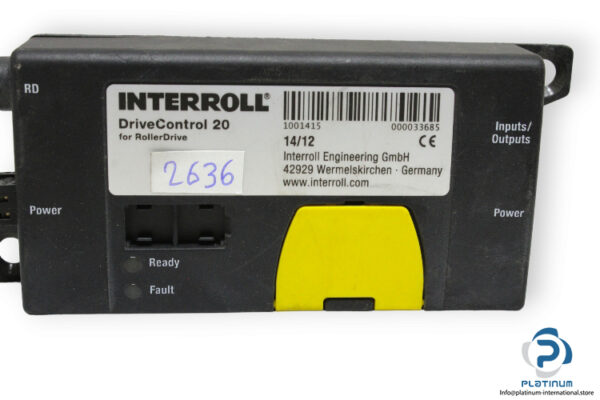 RD
INTERROLL®
DriveControl 20
for RollerDrive
1001415 000033685
14/12 CE
Interroll Engineering GmbH
42929 Wermelskirchen · Germany
www.interroll.com
2636
Inputs/
Outputs
Power
Power
Ready
Fault
PLATINUM
Info@platinum-international.store